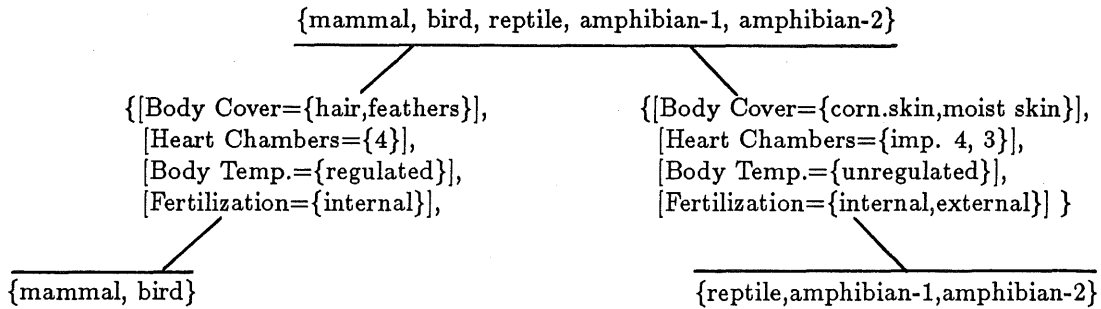 {mammal, bird, reptile, amphibian-1, amphibian-2}
{[Body Cover={hair,feathers}],
[Heart Chambers={4}],
[Body Temp.={regulated}],
[Fertilization={internal}],
{[Body Cover={corn.skin,moist skin}],
[Heart Chambers={imp. 4, 3}],
[Body Temp.={unregulated}],
[Fertilization={internal,external}] }
{mammal, bird}
{reptile,amphibian-1,amphibian-2}